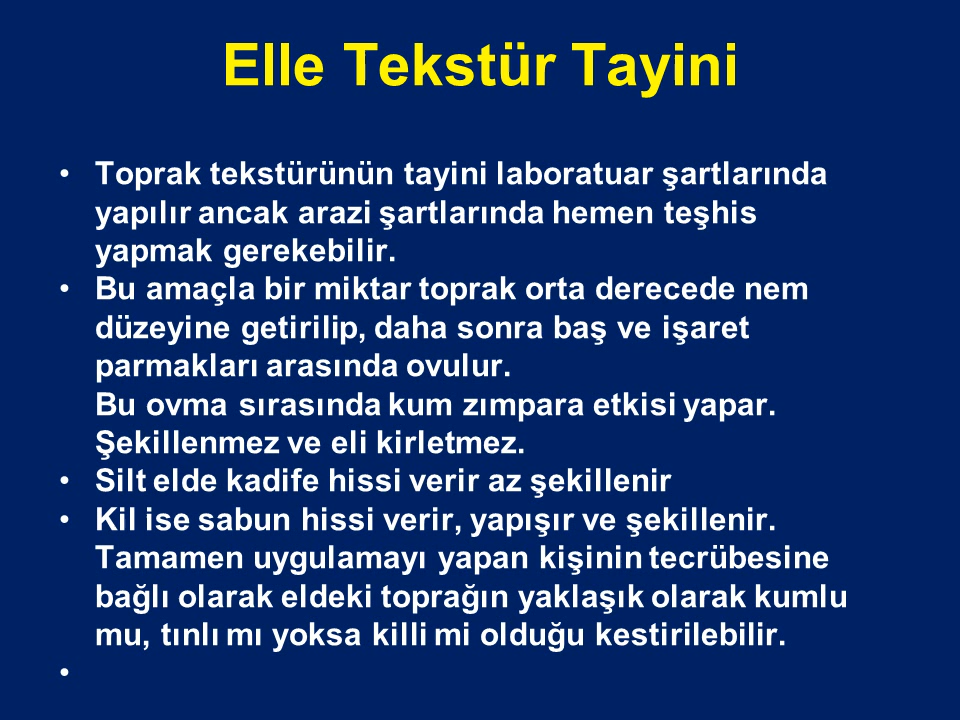 Elle Tekstür Tayini
• Toprak tekstürünün tayini laboratuar şartlarında
yapılır ancak arazi şartlarında hemen teşhis
yapmak gerekebilir.
• Bu amaçla bir miktar toprak orta derecede nem
düzeyine getirilip, daha sonra baş ve işaret
parmakları arasında ovulur.
Bu ovma sırasında kum zımpara etkisi yapar.
Şekillenmez ve eli kirletmez.
• Silt elde kadife hissi verir az şekillenir
• Kil ise sabun hissi verir, yapışır ve şekillenir.
Tamamen uygulamayı yapan kişinin tecrübesine
bağlı olarak eldeki toprağın yaklaşık olarak kumlu
mu, tınlı mı yoksa killi mi olduğu kestirilebilir.
•